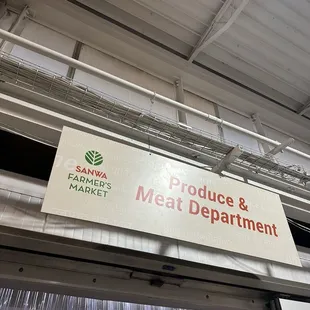 SANWA
FARMER'S
MARKET
Produce &
Meat Department